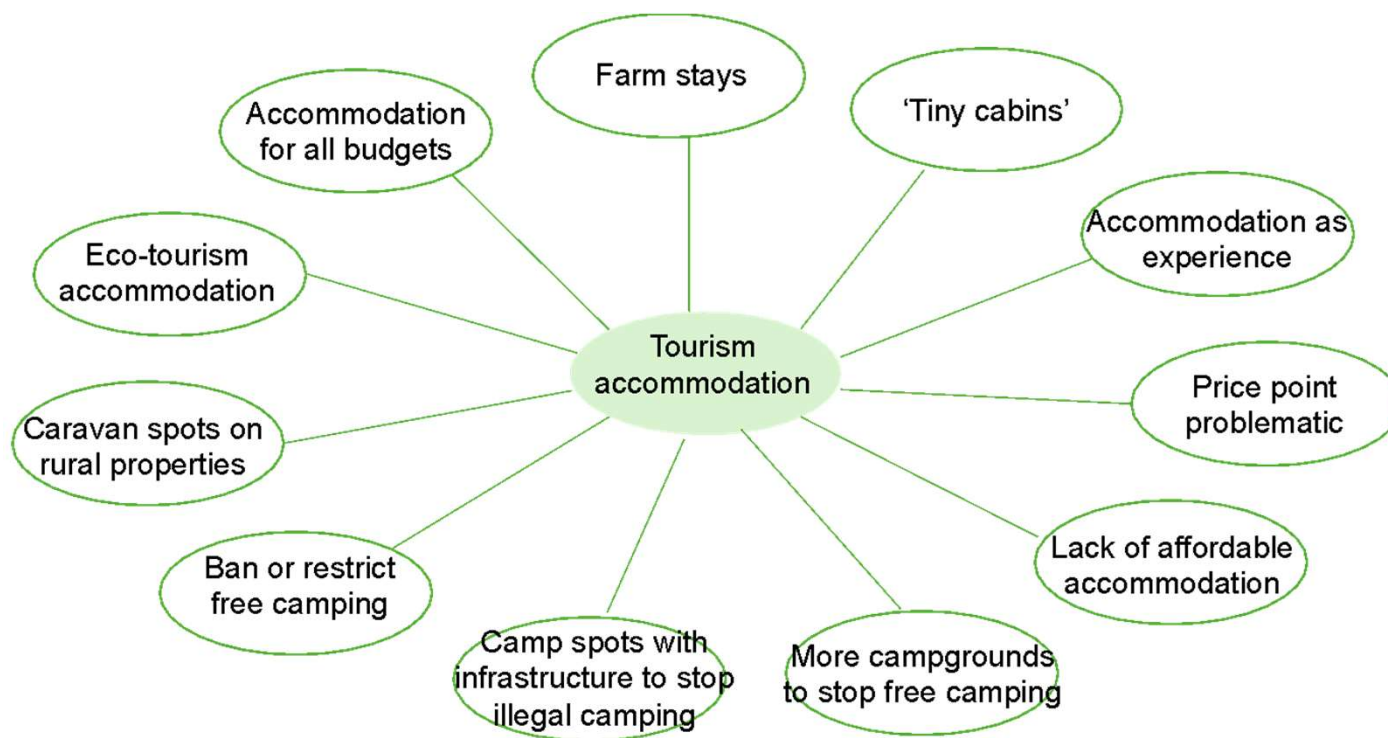 Farm stays
‘Tiny cabins’
Accommodation
for all budgets
Accommodation as
experience
Eco-tourism
accommodation
Tourism
accommodation
Price point
problematic
Caravan spots on
rural properties
Lack of affordable
accommodation
Ban or restrict
free camping
Camp spots with
infrastructure to stop
illegal camping
More campgrounds
to stop free camping